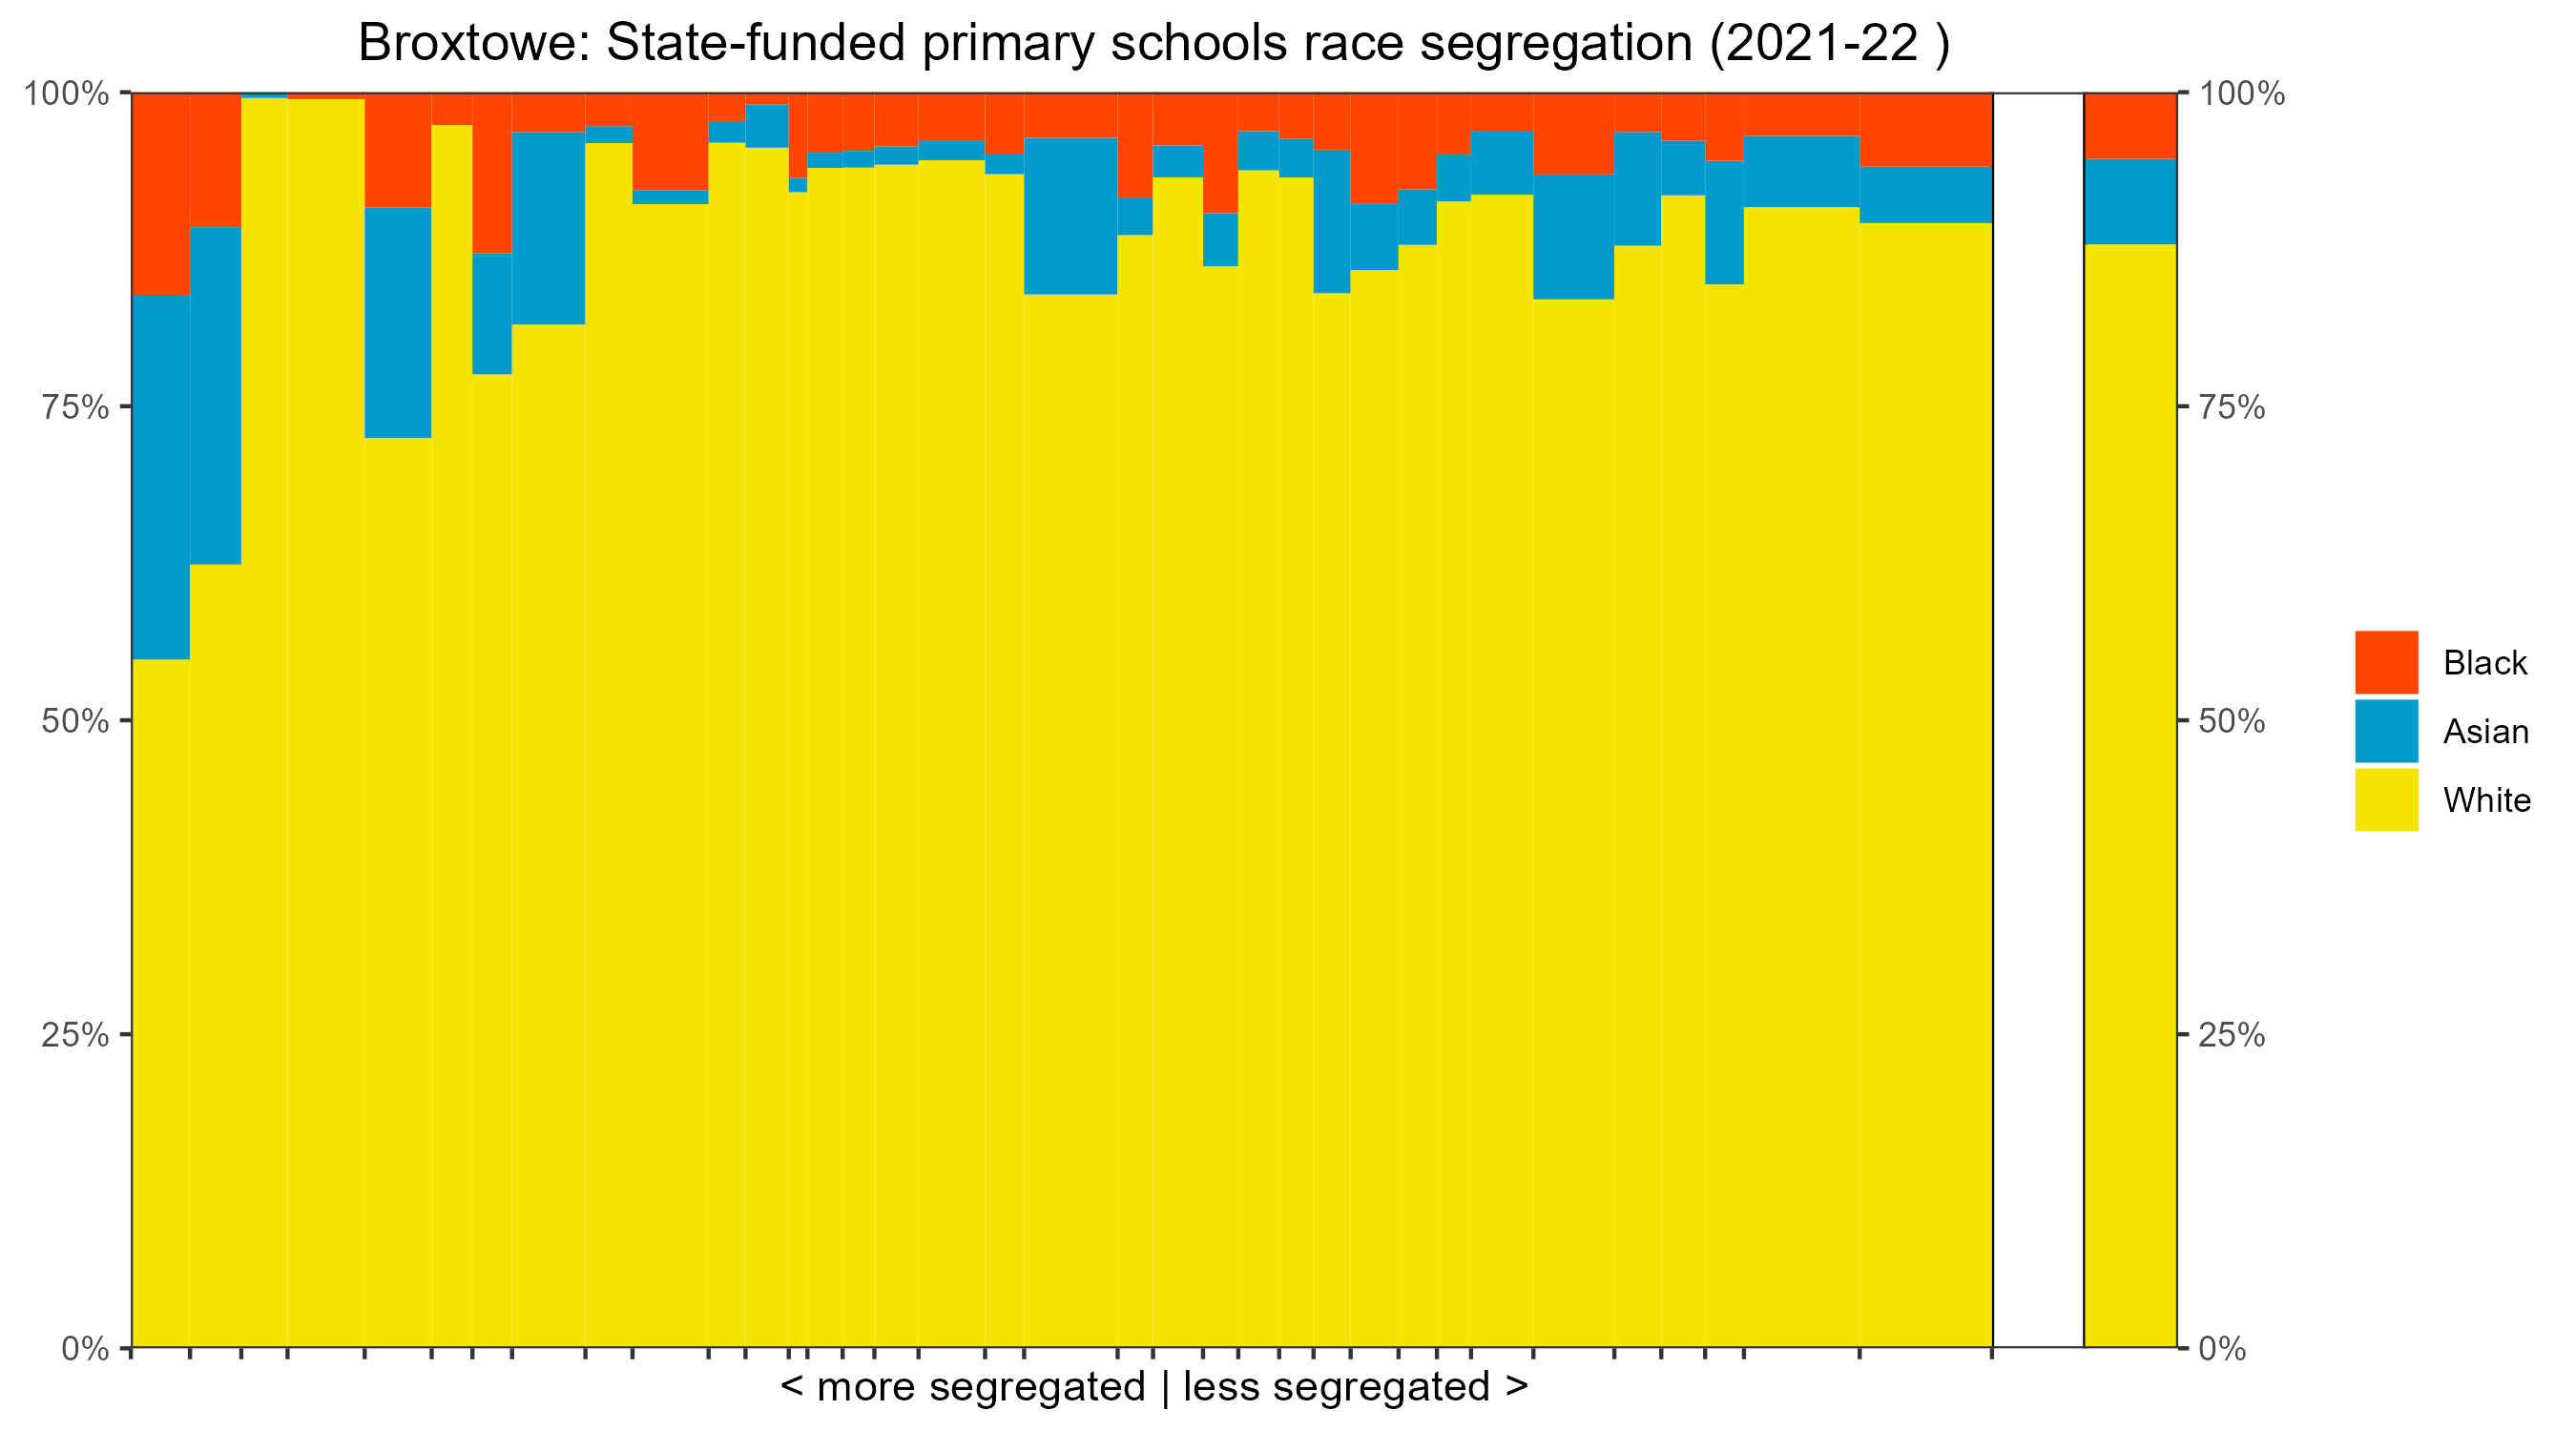 Broxtowe: State-funded primary schools race segregation (2021-22 )
100%
75%
50%
25%
0%
100%
75%
50%
25%
0%
Black
Asian
White
< more segregated | less segregated >